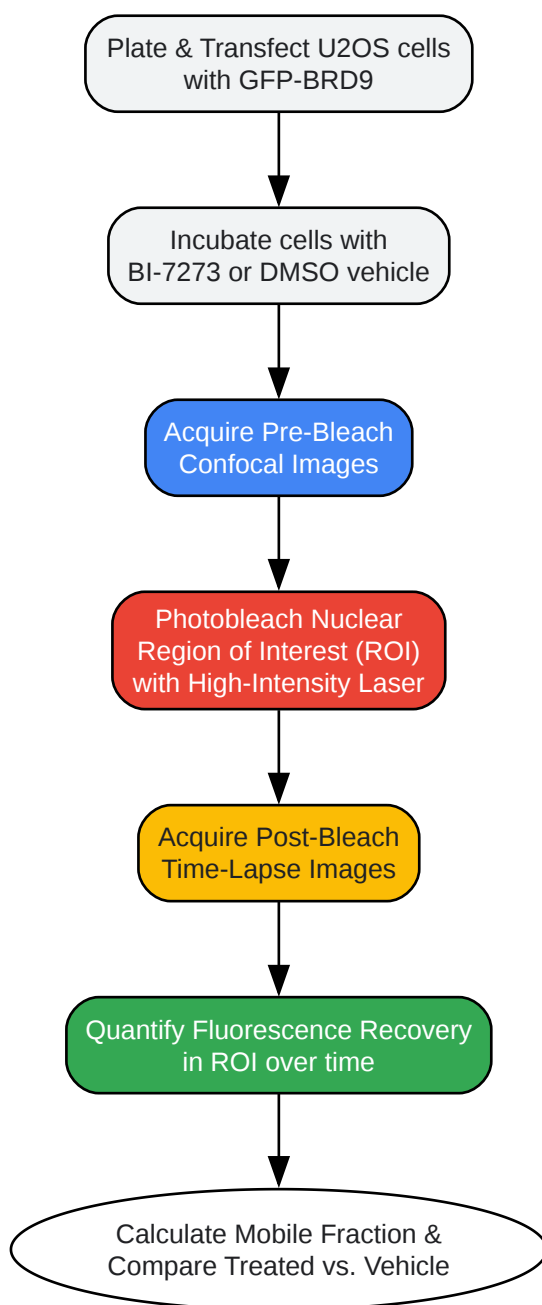 Plate & Transfect U2OS cells
with GFP-BRD9
Incubate cells with
BI-7273 or DMSO vehicle
Acquire Pre-Bleach
Confocal Images
Photobleach Nuclear
Region of Interest (ROI)
with High-Intensity Laser
Acquire Post-Bleach
Time-Lapse Images
Quantify Fluorescence Recovery
in ROI over time
Calculate Mobile Fraction &
Compare Treated vs. Vehicle